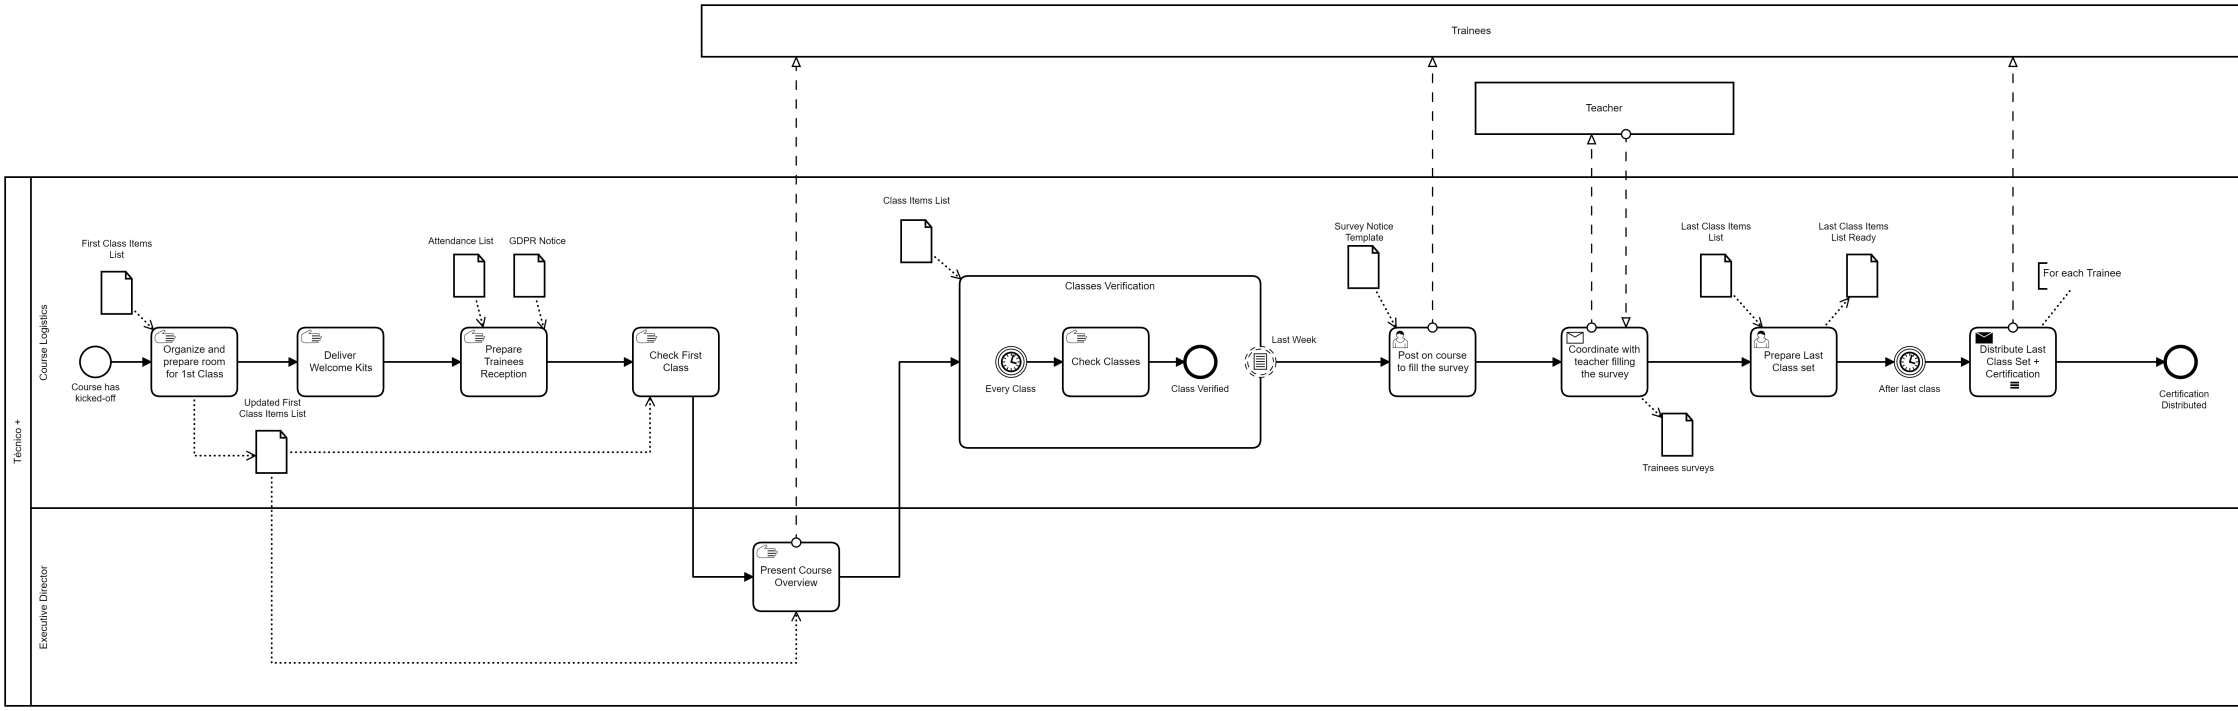 Trainees
Teacher
Técnico +
Course Logistics
Executive Director
First Class Items
List
Attendance List
GDPR Notice
Class Items List
Survey Notice
Template
Last Class Items
List
Last Class Items
List Ready
For each Trainee
Course has
kicked-off
Organize and
prepare room
for 1st Class
Deliver
Welcome Kits
Prepare
Trainees
Reception
Check First
Class
Updated First
Class Items List
Present Course
Overview
Classes Verification
Every Class
Check Classes
Class Verified
Last Week
Post on course
to fill the survey
Coordinate with
teacher filling
the survey
Trainees surveys
Prepare Last
Class set
After last class
Distribute Last
Class Set +
Certification
Certification
Distributed